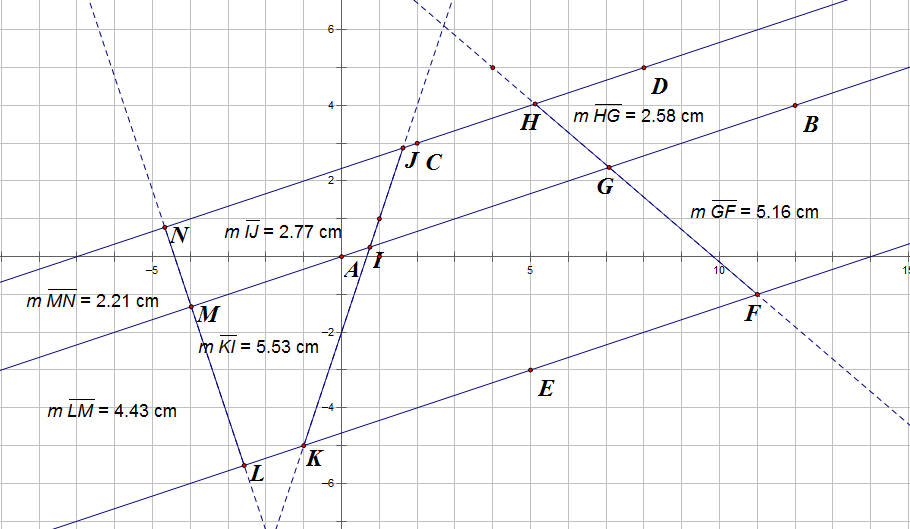 6
D
m HG = 2.58 cm
4
H
B
J C
2
G
m GF = 5.16 cm
N
m IJ = 2.77 cm
A I
−5
5
10
15
m MN = 2.21 cm
M
F
−2
m KI = 5.53 cm
E
−4
m LM = 4.43 cm
K
L
−6